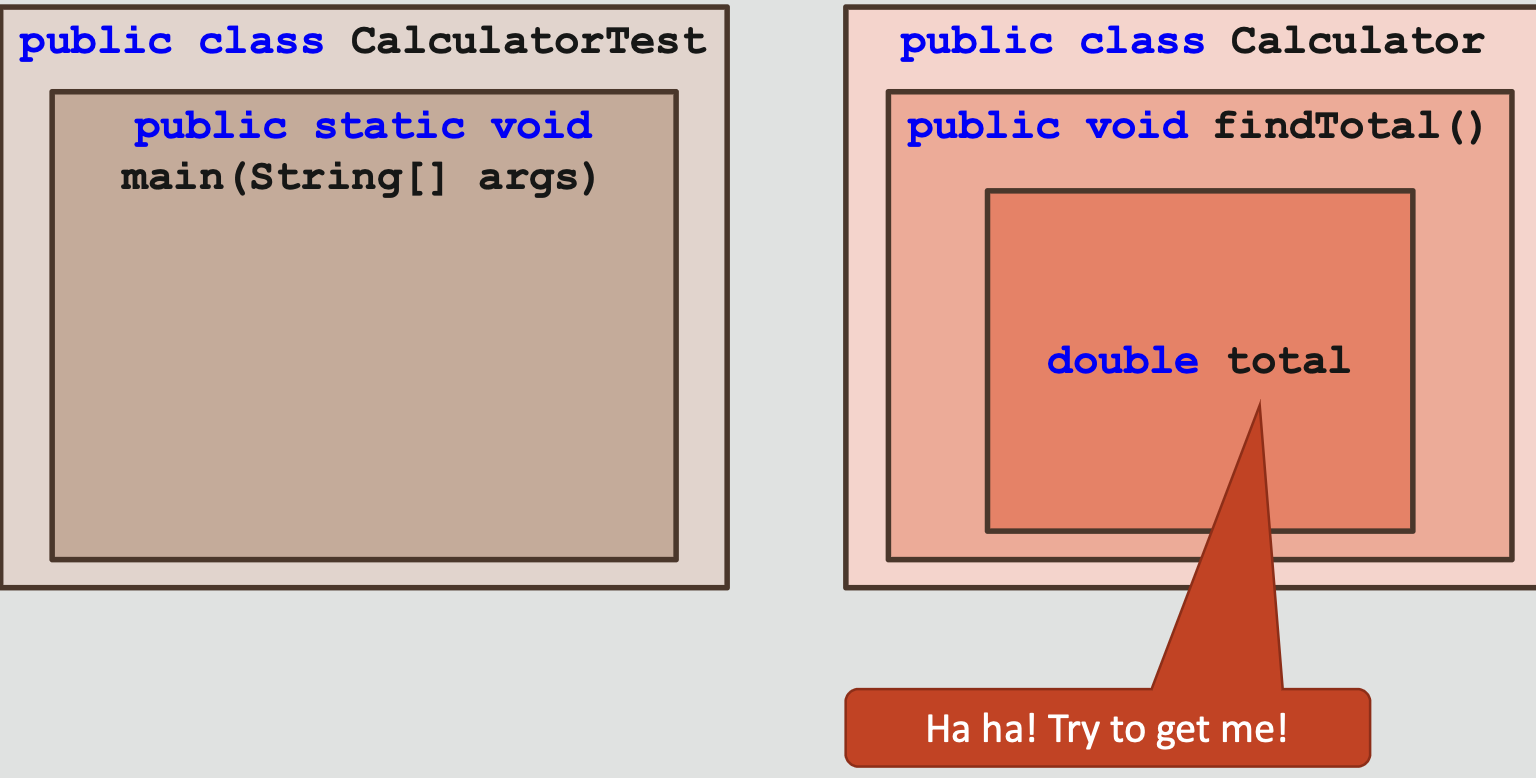 public class CalculatorTest
public static void
main(String[] args)
public class Calculator
public void findTotal()
double total
Ha ha! Try to get me!